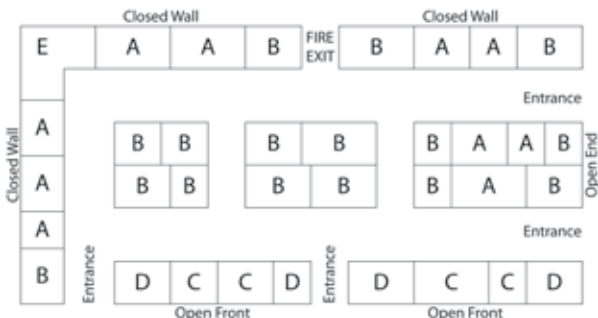 Closed Wall Closed Wall
E A A B FIRE EXIT B A A B
Entrance
Closed Wall
A
B B B B B A A B
Open End
A
B B B B B A B
A
Entrance
B
Entrance
D C C D
Entrance
D C C D
Open Front Open Front